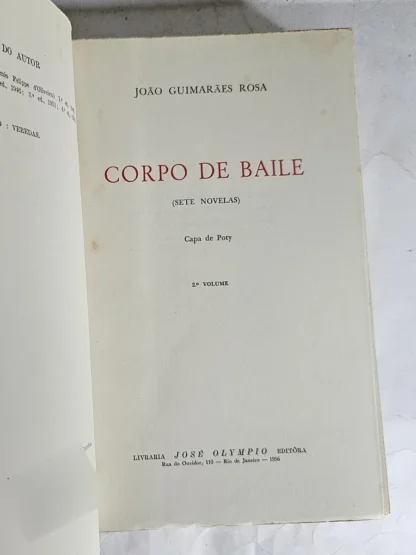 DO AUTOR
JOÃO GUIMARÃES ROSA
CORPO DE BAILE
(SETE NOVELAS)
Capa de Poty
2.º VOLUME
LIVRARIA JOSÉ OLYMPIO EDITÔRA
Rua do Ouvidor, 110 — Rio de Janeiro — 1956
: VEREDAS.